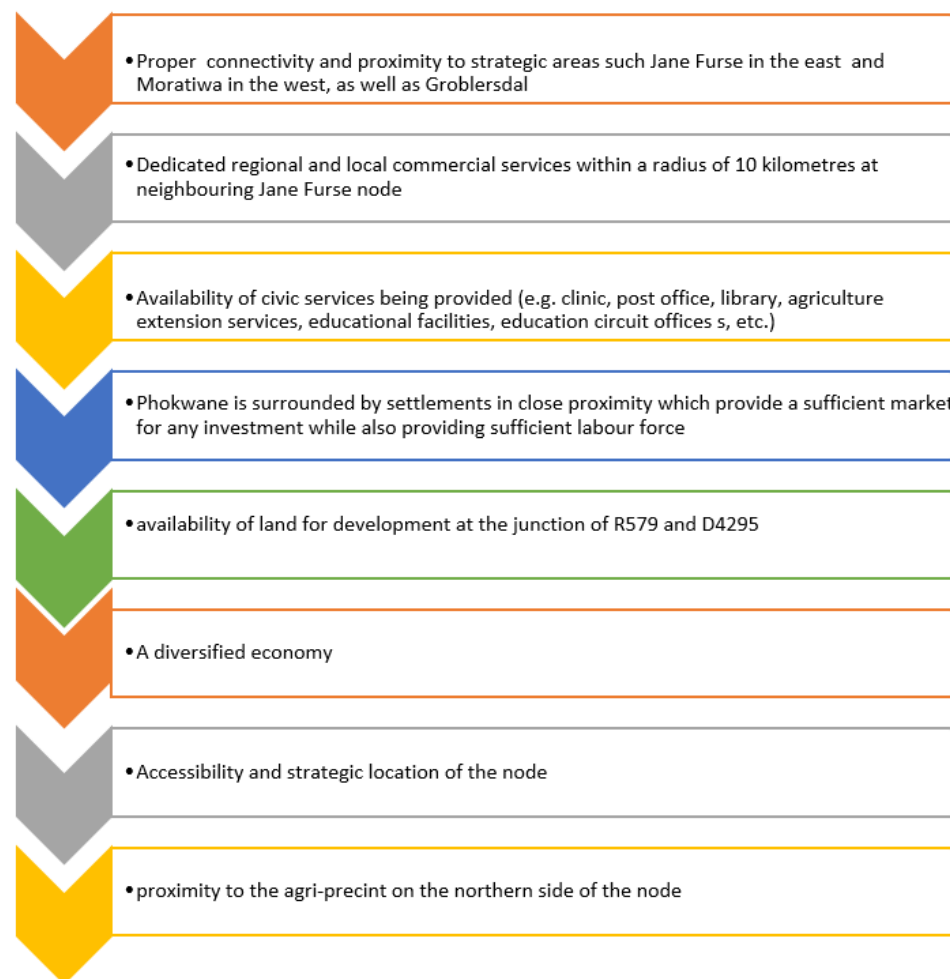 •Proper connectivity and proximity to strategic areas such Jane Furse in the east and
Moratiwa in the west, as well as Groblersdal
•Dedicated regional and local commercial services within a radius of 10 kilometres at
neighbouring Jane Furse node
•Availability of civic services being provided (e.g. clinic, post office, library, agriculture
extension services, educational facilities, education circuit offices s, etc.)
•Phokwane is surrounded by settlements in close proximity which provide a sufficient market
for any investment while also providing sufficient labour force
•availability of land for development at the junction of R579 and D4295
•A diversified economy
•Accessibility and strategic location of the node
•proximity to the agri-precint on the northern side of the node